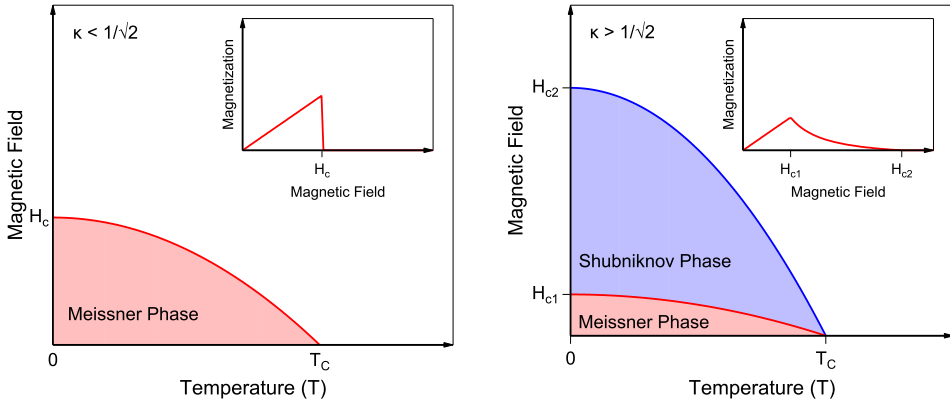 κ < 1/√2
Magnetization
H_c
Magnetic Field
Magnetic Field
H_c
Meissner Phase
0
T_C
Temperature (T)
κ > 1/√2
Magnetization
H_c1
H_c2
Magnetic Field
Magnetic Field
H_c2
Shubniknov Phase
H_c1
Meissner Phase
0
T_C
Temperature (T)